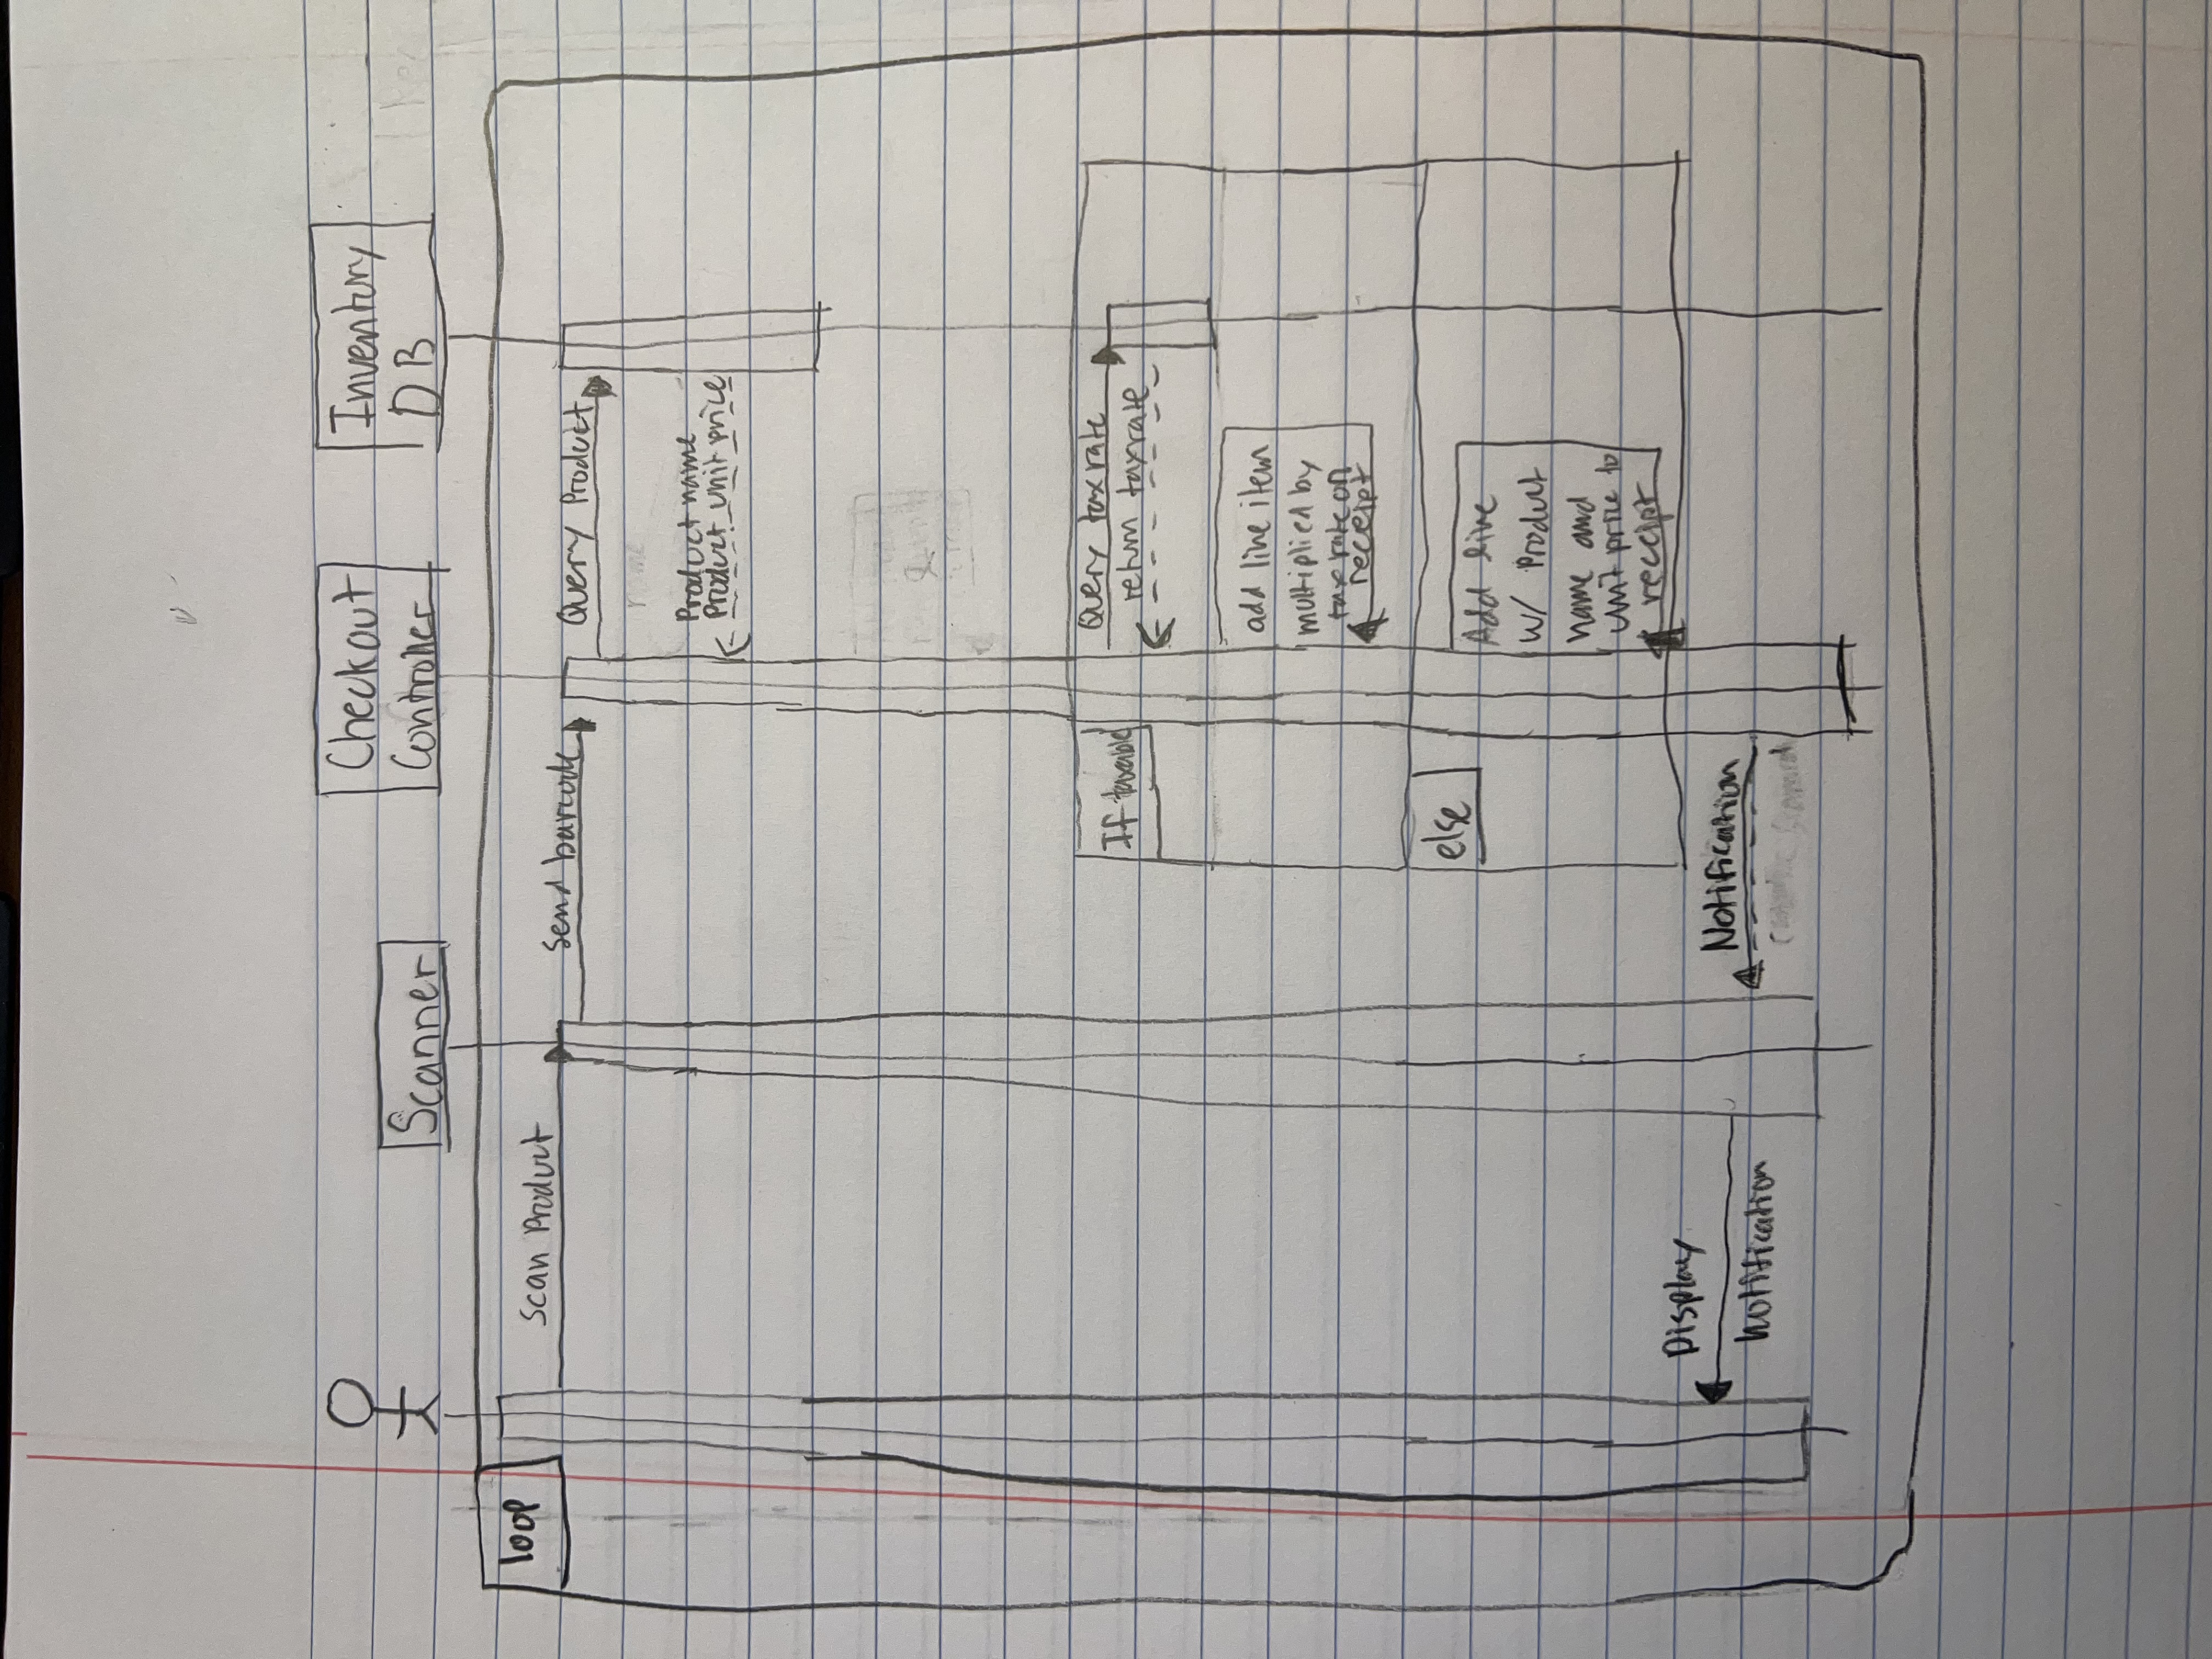 Checkout
Controller
Inventory
DB
Scanner
loop
scan Product
Send barcode
Query Product
name
Product name
Product unit price
If taxable
Query tax rate
return taxrate
add line item
multiplied by
tax rate on
receipt
else
Add line
w/ Product
name and
unit price to
receipt
Display
Notification
Notification